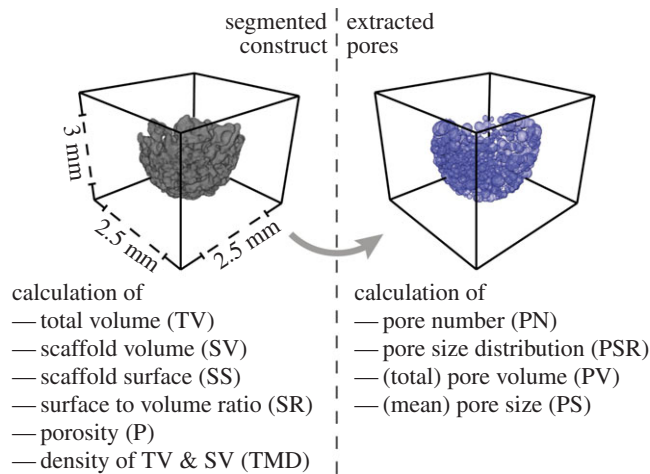 segmented
construct
extracted
pores
3 mm
2.5 mm
2.5 mm
calculation of
— total volume (TV)
— scaffold volume (SV)
— scaffold surface (SS)
— surface to volume ratio (SR)
— porosity (P)
— density of TV & SV (TMD)
calculation of
— pore number (PN)
— pore size distribution (PSR)
— (total) pore volume (PV)
— (mean) pore size (PS)